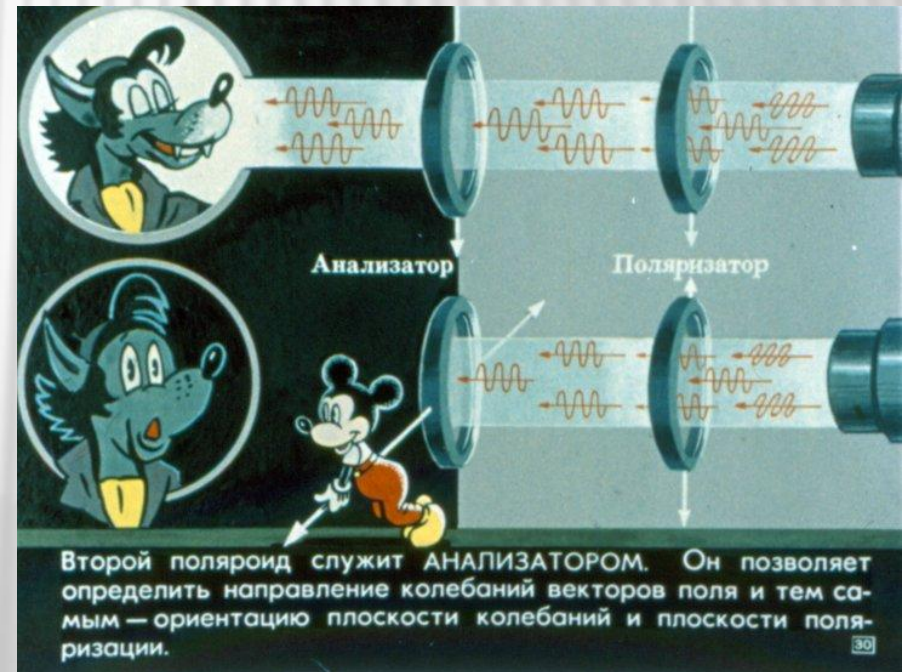 Анализатор
Поляризатор
Второй поляроид служит АНАЛИЗАТОРОМ. Он позволяет
определить направление колебаний векторов поля и тем са-
мым — ориентацию плоскости колебаний и плоскости поля-
ризации.
30